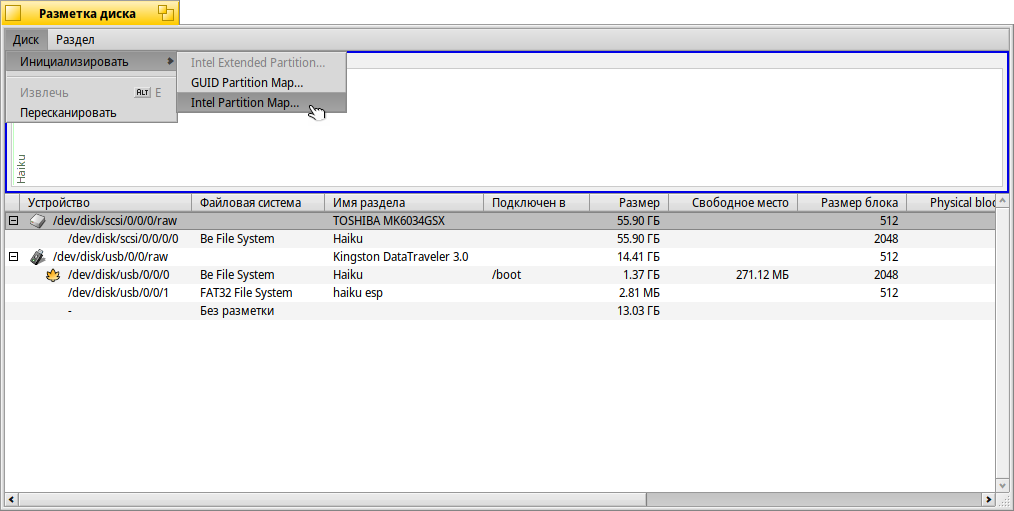 Разметка диска
Диск Раздел
Инициализировать
Intel Extended Partition...
GUID Partition Map...
Intel Partition Map...
Извлечь ALT E
Пересканировать
Haiku
Устройство Файловая система Имя раздела Подключен в Размер Свободное место Размер блока Physical bloc
/dev/disk/scsi/0/0/0/raw TOSHIBA MK6034GSX 55.90 ГБ 512
/dev/disk/scsi/0/0/0/0 Be File System Haiku 55.90 ГБ 2048
/dev/disk/usb/0/0/raw Kingston DataTraveler 3.0 14.41 ГБ 512
/dev/disk/usb/0/0/0 Be File System Haiku /boot 1.37 ГБ 271.12 МБ 2048
/dev/disk/usb/0/0/1 FAT32 File System haiku esp 2.81 МБ 512
- Без разметки 13.03 ГБ